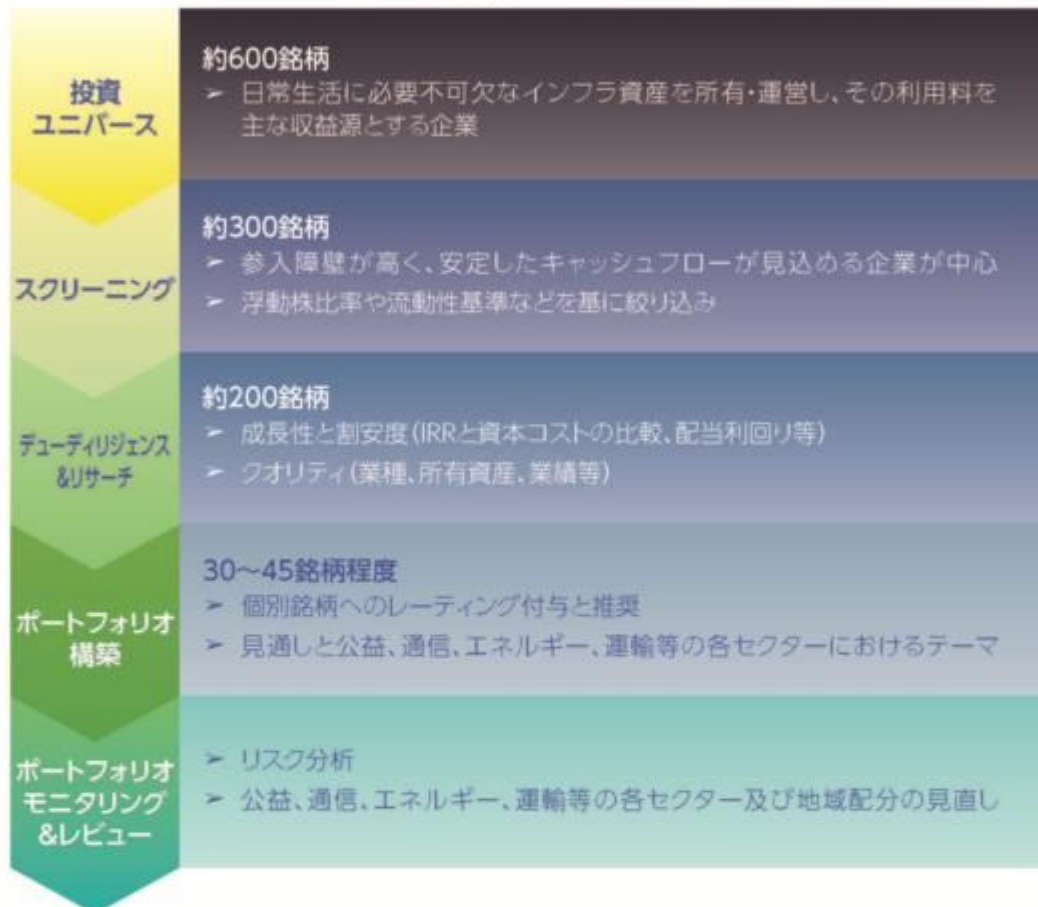 投資
ユニバース
約600銘柄
➢ 日常生活に必要不可欠なインフラ資産を所有・運営し、その利用料を
主な収益源とする企業
スクリーニング
約300銘柄
➢ 参入障壁が高く、安定したキャッシュフローが見込める企業が中心
➢ 浮動株比率や流動性基準などを基に絞り込み
デューディリジェンス
&リサーチ
約200銘柄
➢ 成長性と割安度(IRRと資本コストの比較、配当利回り等)
➢ クオリティ(業種、所有資産、業績等)
ポートフォリオ
構築
30～45銘柄程度
➢ 個別銘柄へのレーティング付与と推奨
➢ 見通しと公益、通信、エネルギー、運輸等の各セクターにおけるテーマ
ポートフォリオ
モニタリング
&レビュー
➢ リスク分析
➢ 公益、通信、エネルギー、運輸等の各セクター及び地域配分の見直し